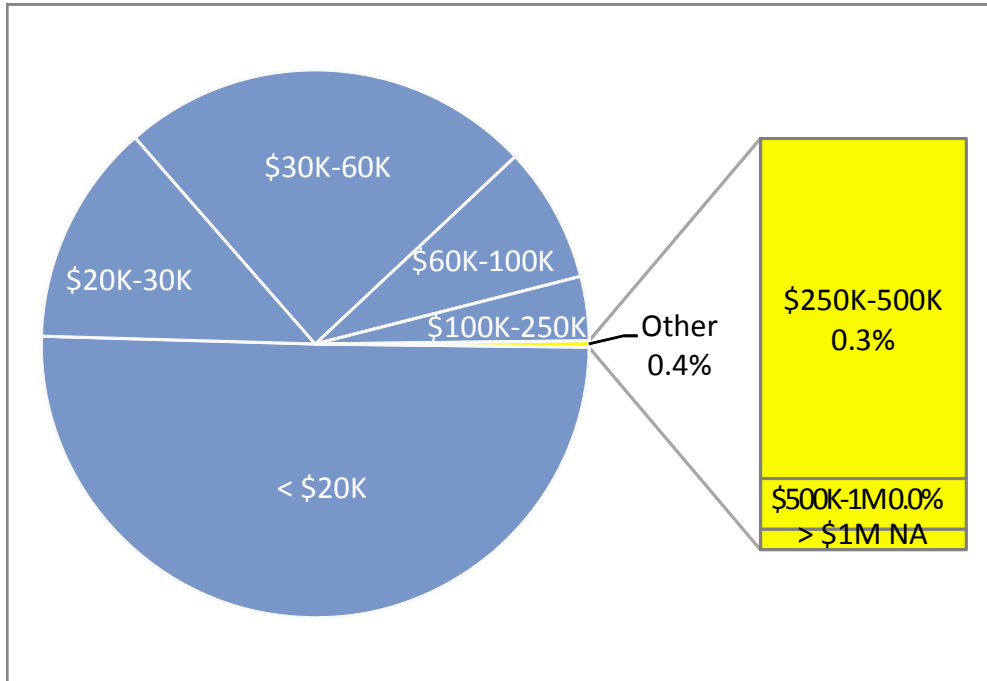 $30K-60K
$20K-30K
$60K-100K
$100K-250K
< $20K
Other
0.4%
$250K-500K
0.3%
$500K-1M0.0%
> $1M NA